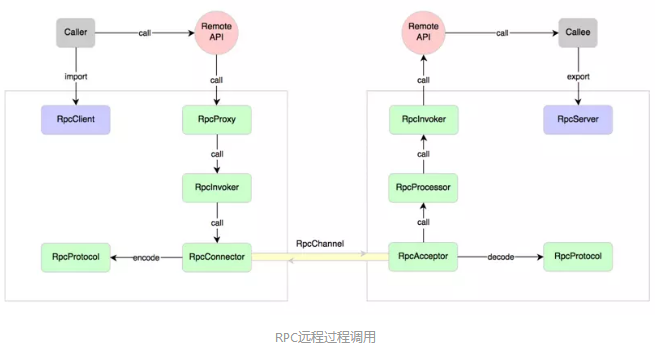 Caller
call
Remote
API
Remote
API
call
Callee
import
call
call
export
RpcClient
RpcProxy
RpcInvoker
RpcServer
call
call
RpcInvoker
RpcProcessor
call
call
RpcProtocol
encode
RpcConnector
RpcChannel
RpcAcceptor
decode
RpcProtocol
RPC远程过程调用